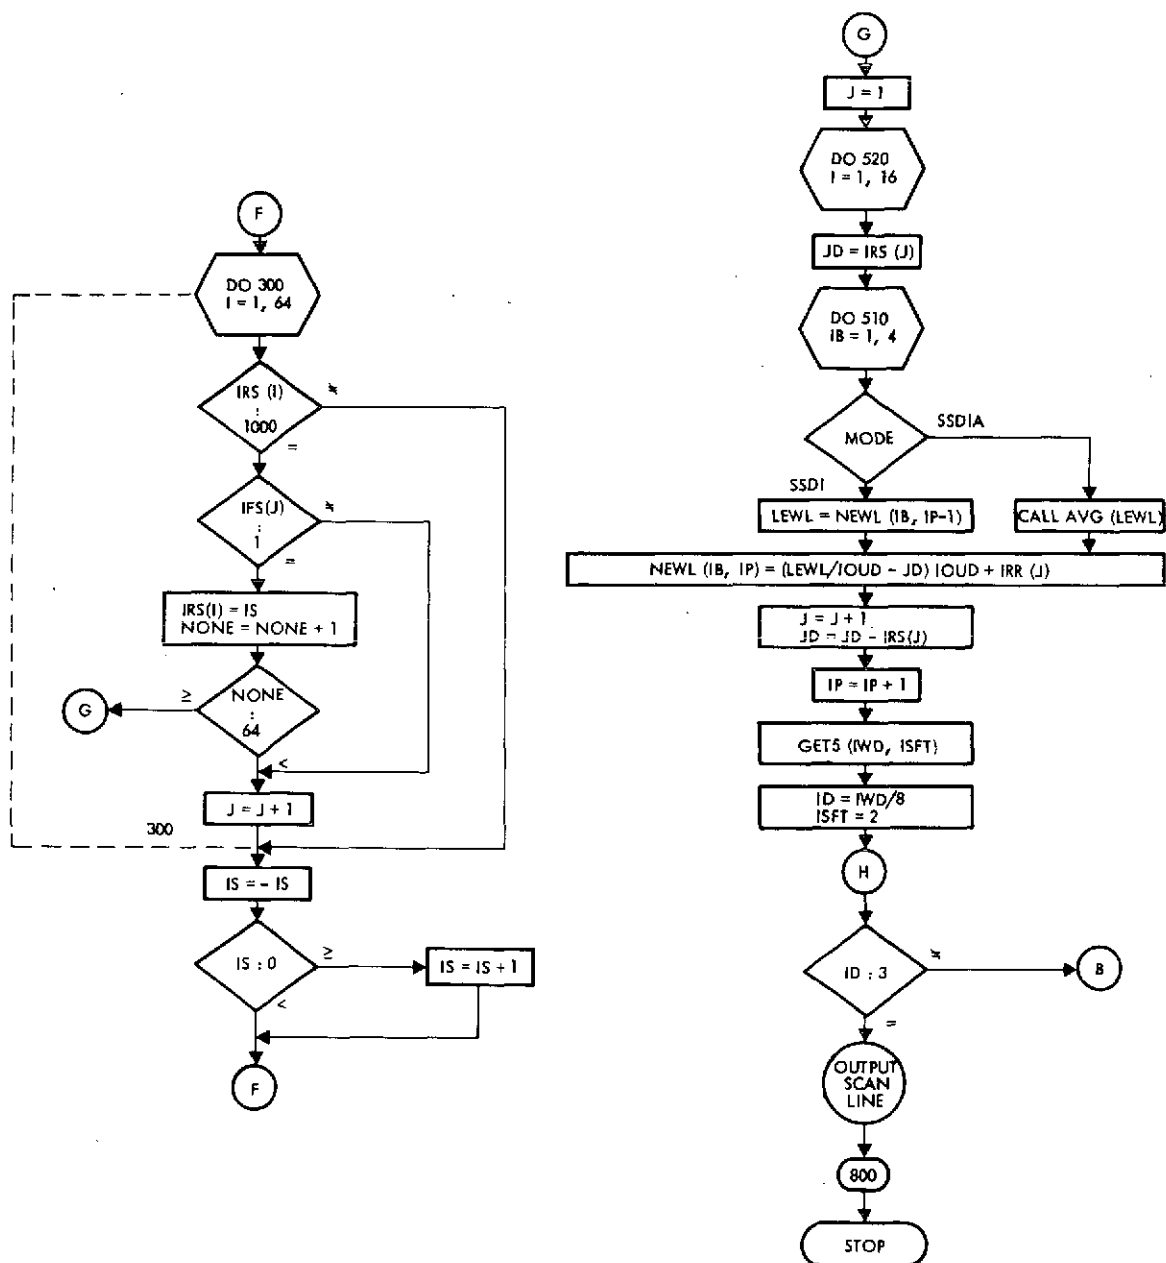 F
DO 300
I = 1, 64
IRS (I)
:
1000
≠
=
IFS(J)
:
1
≠
=
IRS(I) = IS
NONE = NONE + 1
NONE
:
64
≥
G
<
J = J + 1
300
IS = - IS
IS : 0
≥
IS = IS + 1
<
F
G
J = 1
DO 520
I = 1, 16
JD = IRS (J)
DO 510
IB = 1, 4
MODE
SSDIA
SSDI
LEWL = NEWL (IB, IP-1)
CALL AVG (LEWL)
NEWL (IB, IP) = (LEWL/IOUD - JD) IOUD + IRR (J)
J = J + 1
JD = JD - IRS(J)
IP = IP + 1
GET5 (IWD, ISFT)
ID = IWD/8
ISFT = 2
H
ID : 3
≠
B
=
OUTPUT
SCAN
LINE
800
STOP